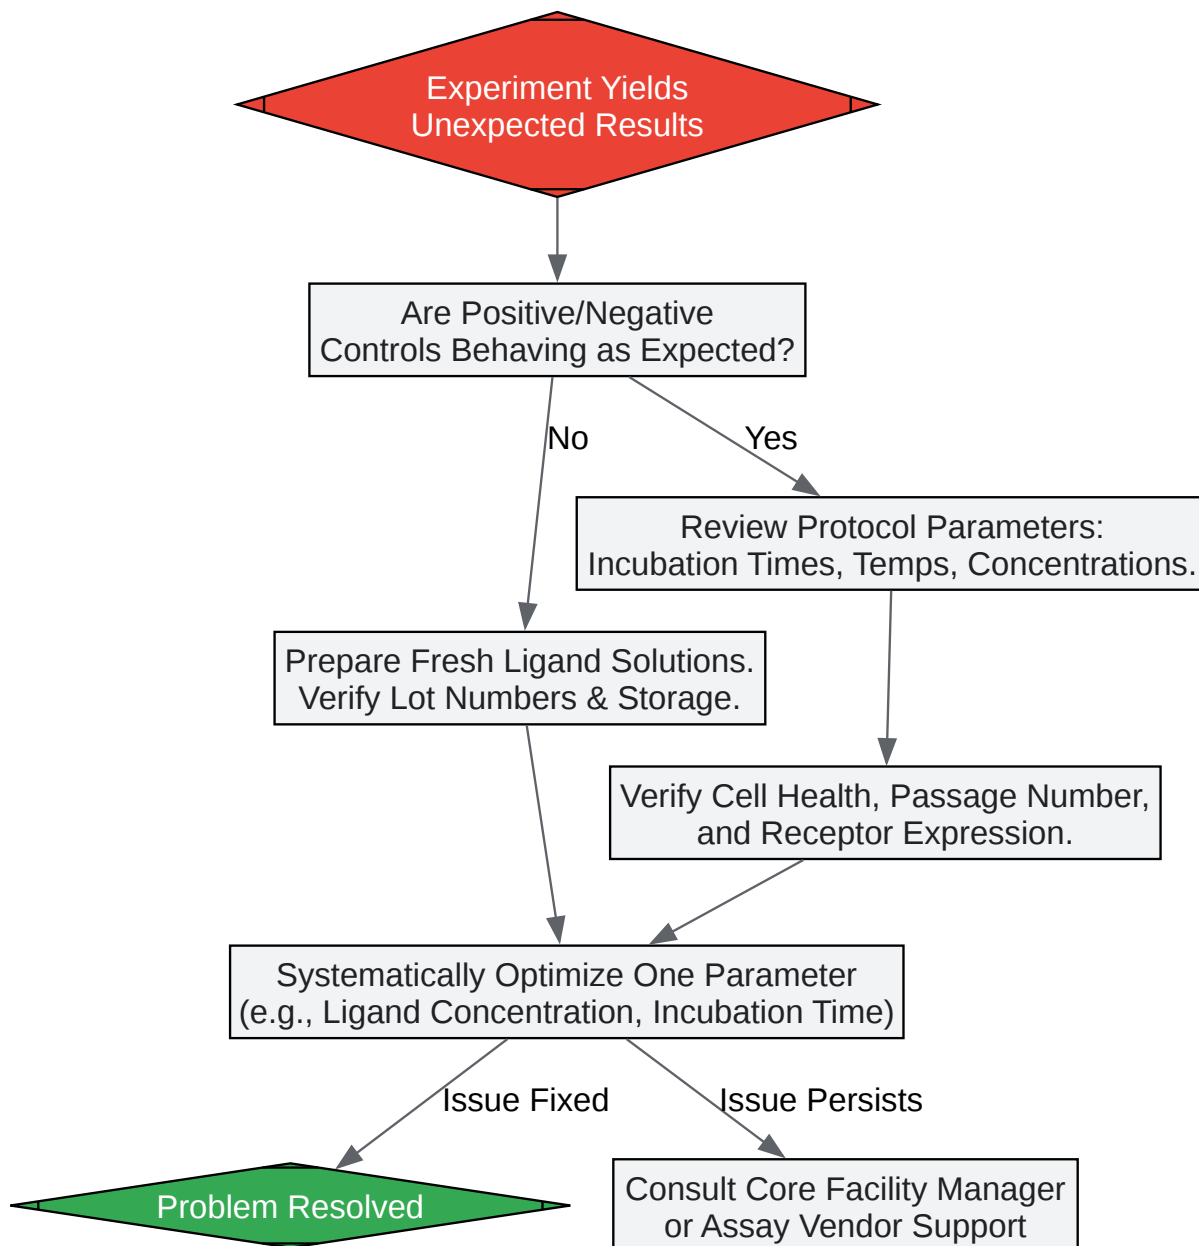 Experiment Yields
Unexpected Results
Are Positive/Negative
Controls Behaving as Expected?
No
Yes
Review Protocol Parameters:
Incubation Times, Temps, Concentrations.
Prepare Fresh Ligand Solutions.
Verify Lot Numbers & Storage.
Verify Cell Health, Passage Number,
and Receptor Expression.
Systematically Optimize One Parameter
(e.g., Ligand Concentration, Incubation Time)
Issue Fixed
Issue Persists
Problem Resolved
Consult Core Facility Manager
or Assay Vendor Support